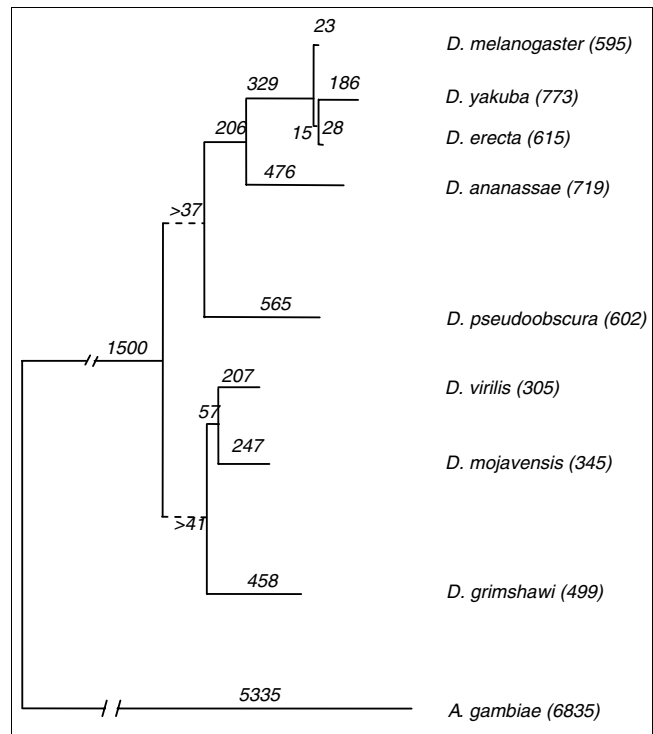 23
D. melanogaster (595)
329
186
D. yakuba (773)
206
15
28
D. erecta (615)
476
D. ananassae (719)
>37
565
D. pseudoobscura (602)
1500
207
D. virilis (305)
57
247
D. mojavensis (345)
>41
458
D. grimshawi (499)
5335
A. gambiae (6835)